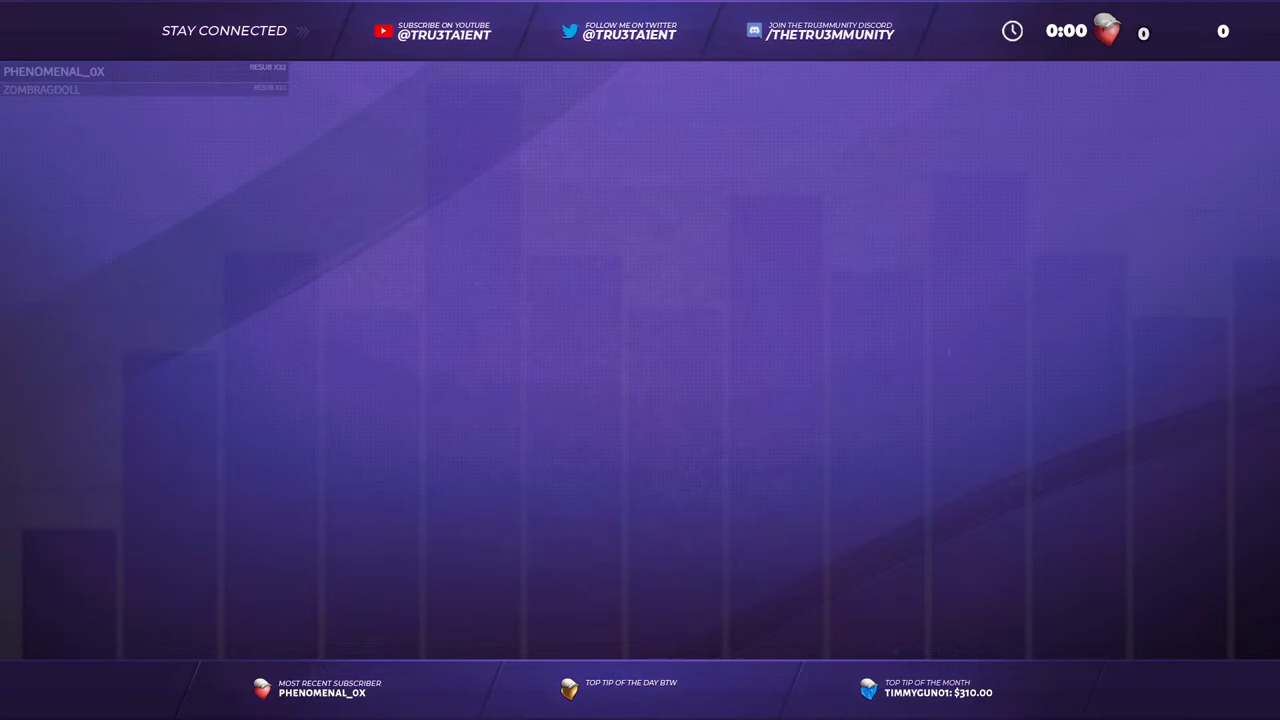 STAY CONNECTED
SUBSCRIBE ON YOUTUBE
@TRU3TA1ENT
FOLLOW ME ON TWITTER
@TRU3TA1ENT
JOIN THE TRU3MMUNITY DISCORD
/THETRU3MMUNITY
0:00
0
0
PHENOMENAL_0X RESUB X32
ZOMBRAGDOLL RESUB X11
MOST RECENT SUBSCRIBER
PHENOMENAL_0X
TOP TIP OF THE DAY BTW
TOP TIP OF THE MONTH
TIMMYGUN01: $310.00